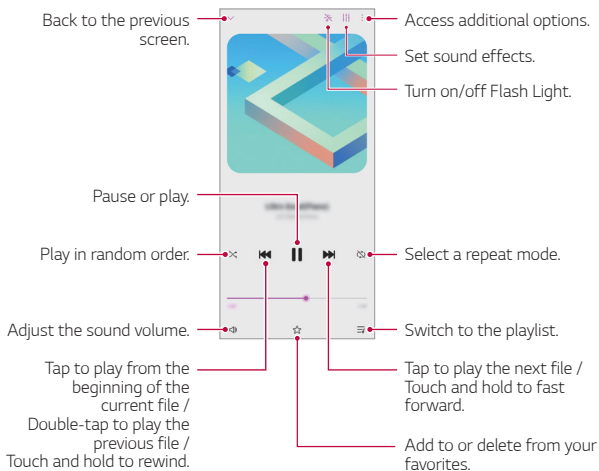 Back to the previous
screen.
Access additional options.
Set sound effects.
Turn on/off Flash Light.
Pause or play.
Play in random order.
Select a repeat mode.
Adjust the sound volume.
Switch to the playlist.
Tap to play from the
beginning of the
current file /
Double-tap to play the
previous file /
Touch and hold to rewind.
Tap to play the next file /
Touch and hold to fast
forward.
Add to or delete from your
favorites.